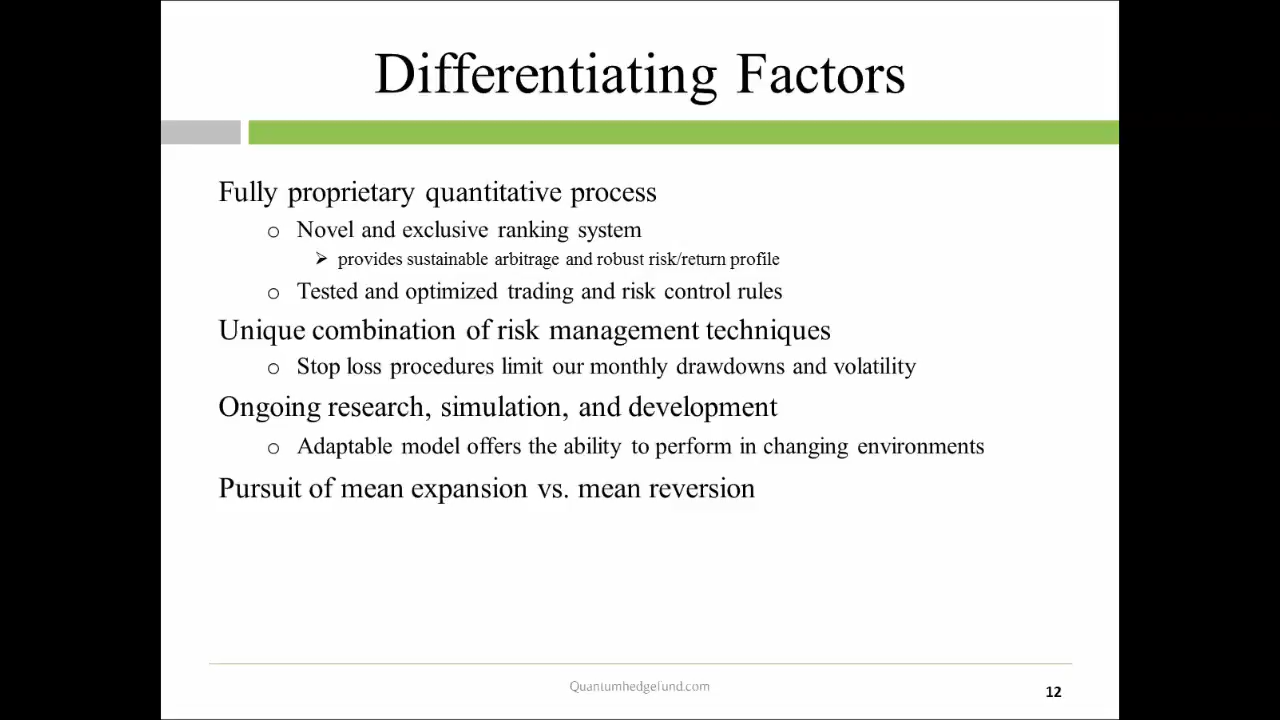 Differentiating Factors
Fully proprietary quantitative process
o Novel and exclusive ranking system
➢ provides sustainable arbitrage and robust risk/return profile
o Tested and optimized trading and risk control rules
Unique combination of risk management techniques
o Stop loss procedures limit our monthly drawdowns and volatility
Ongoing research, simulation, and development
o Adaptable model offers the ability to perform in changing environments
Pursuit of mean expansion vs. mean reversion
Quantumhedgefund.com
12